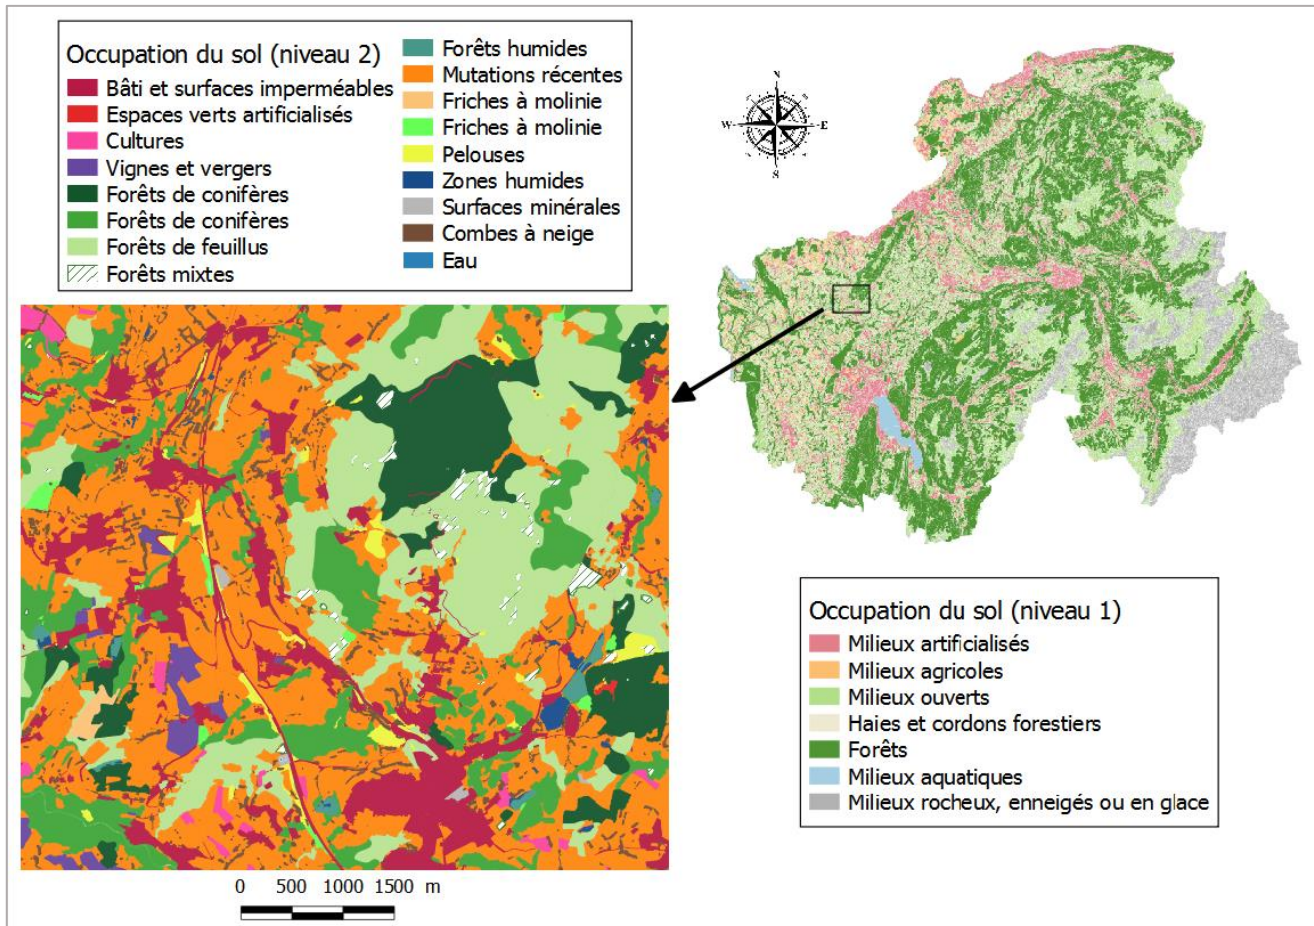 Occupation du sol (niveau 2)
Bâti et surfaces imperméables
Espaces verts artificialisés
Cultures
Vignes et vergers
Forêts de conifères
Forêts de conifères
Forêts de feuillus
Forêts mixtes
Forêts humides
Mutations récentes
Friches à molinie
Friches à molinie
Pelouses
Zones humides
Surfaces minérales
Combes à neige
Eau
N
W
E
S
Occupation du sol (niveau 1)
Milieux artificialisés
Milieux agricoles
Milieux ouverts
Haies et cordons forestiers
Forêts
Milieux aquatiques
Milieux rocheux, enneigés ou en glace
0 500 1000 1500 m